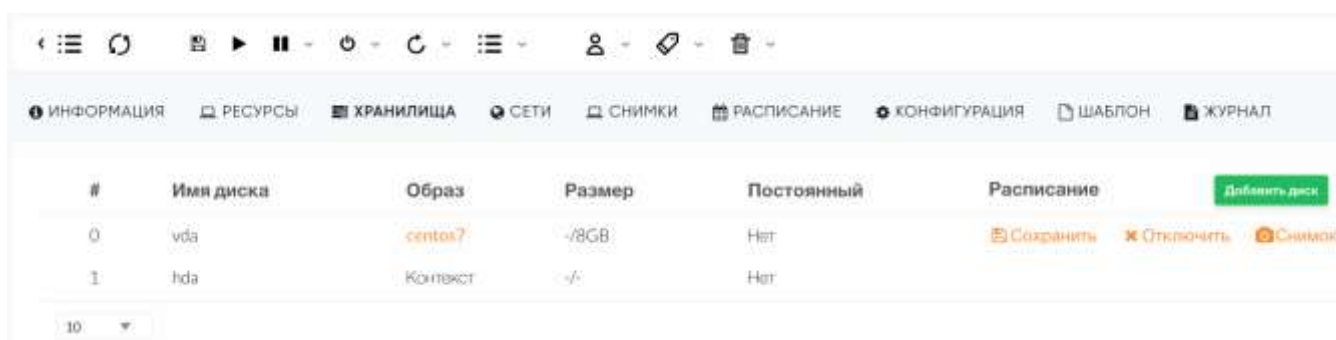 ИНФОРМАЦИЯ РЕСУРСЫ ХРАНИЛИЩА СЕТИ СНИМКИ РАСПИСАНИЕ КОНФИГУРАЦИЯ ШАБЛОН ЖУРНАЛ
# Имя диска Образ Размер Постоянный Расписание Добавить диск
0 vda centos7 -/8GB Нет Сохранить Отключить Снимок
1 hda Контекст -/- Нет
10